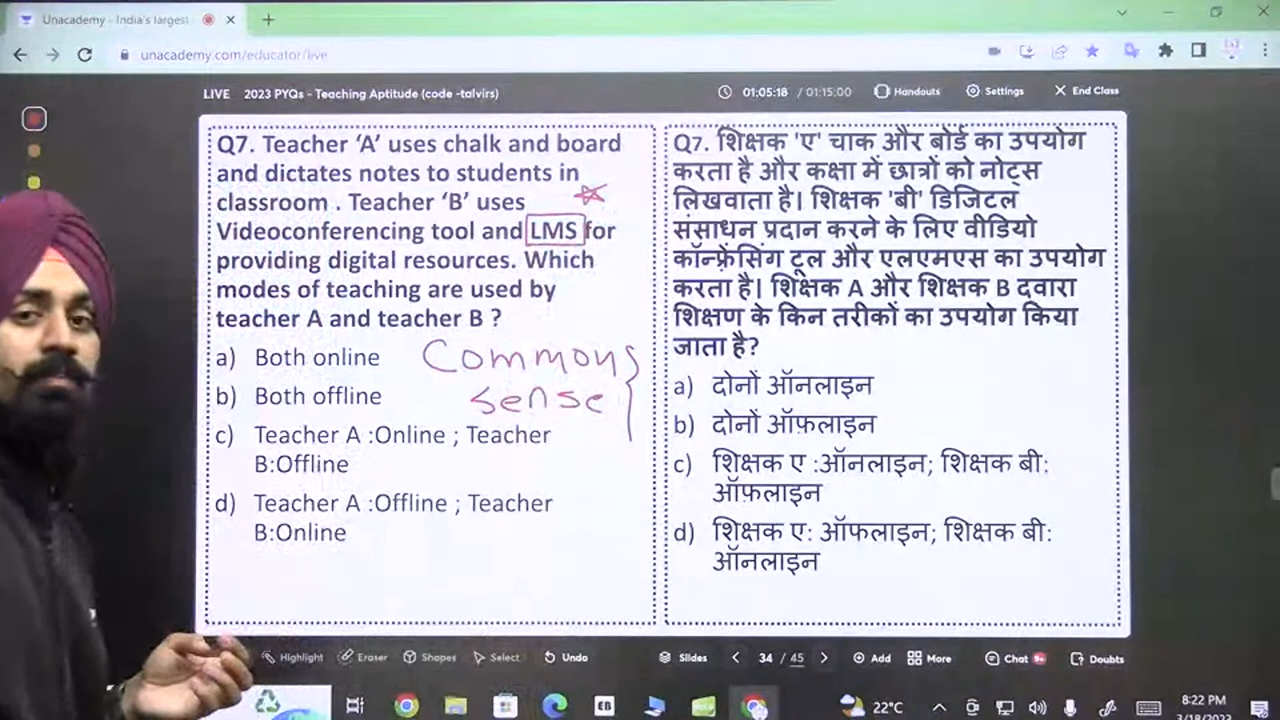 Unacademy - India's largest
unacademy.com/educator/live
LIVE 2023 PYQs - Teaching Aptitude (code -talvirs)
01:05:18 / 01:15:00
Handouts
Settings
End Class
Q7. Teacher ‘A’ uses chalk and board
and dictates notes to students in
classroom . Teacher ‘B’ uses
Videoconferencing tool and LMS for
providing digital resources. Which
modes of teaching are used by
teacher A and teacher B ?
a) Both online
b) Both offline
c) Teacher A :Online ; Teacher
B:Offline
d) Teacher A :Offline ; Teacher
B:Online
Common
sense
Q7. शिक्षक 'ए' चाक और बोर्ड का उपयोग
करता है और कक्षा में छात्रों को नोट्स
लिखवाता है। शिक्षक 'बी' डिजिटल
संसाधन प्रदान करने के लिए वीडियो
कॉन्फ़्रेंसिंग टूल और एलएमएस का उपयोग
करता है। शिक्षक A और शिक्षक B दवारा
शिक्षण के किन तरीकों का उपयोग किया
जाता है?
a) दोनों ऑनलाइन
b) दोनों ऑफ़लाइन
c) शिक्षक ए :ऑनलाइन; शिक्षक बी:
ऑफ़लाइन
d) शिक्षक ए: ऑफलाइन; शिक्षक बी:
ऑनलाइन
Highlight
Eraser
Shapes
Select
Undo
Slides
34 / 45
Add
More
Chat 9+
Doubts
EB
22°C
8:22 PM
3/18/2023